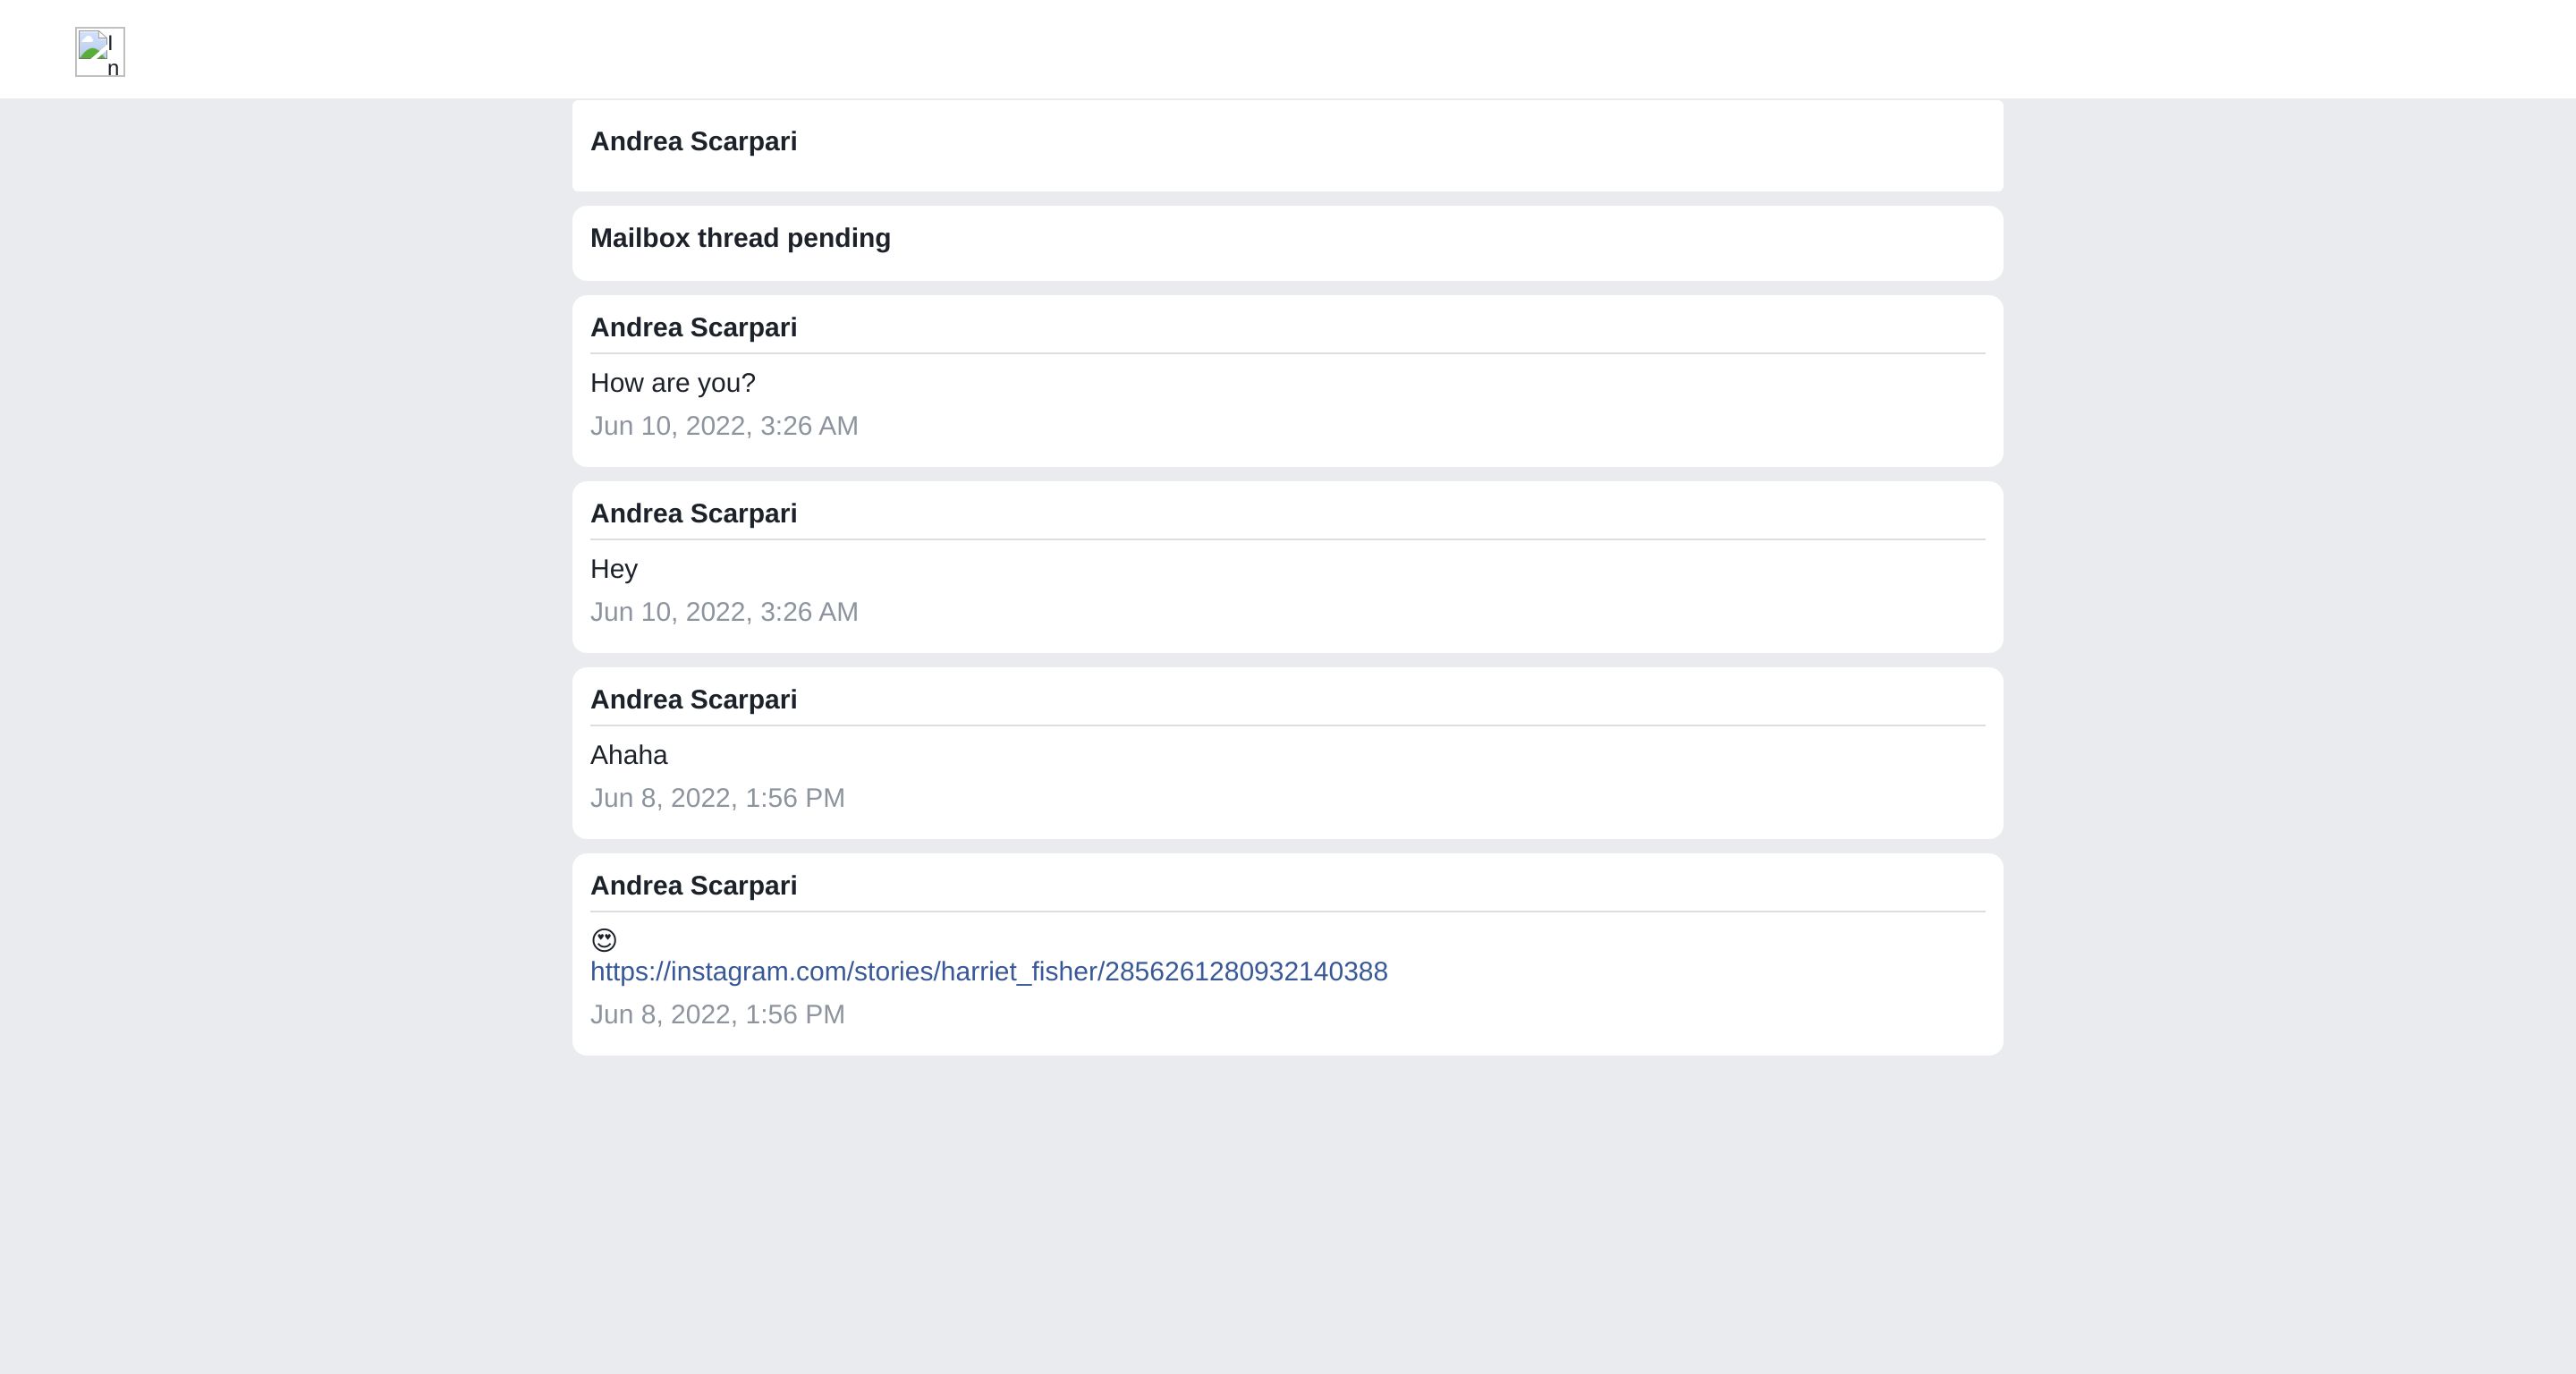 In
Andrea Scarpari
Mailbox thread pending
Andrea Scarpari
How are you?
Jun 10, 2022, 3:26 AM
Andrea Scarpari
Hey
Jun 10, 2022, 3:26 AM
Andrea Scarpari
Ahaha
Jun 8, 2022, 1:56 PM
Andrea Scarpari
😍
https://instagram.com/stories/harriet_fisher/2856261280932140388
Jun 8, 2022, 1:56 PM